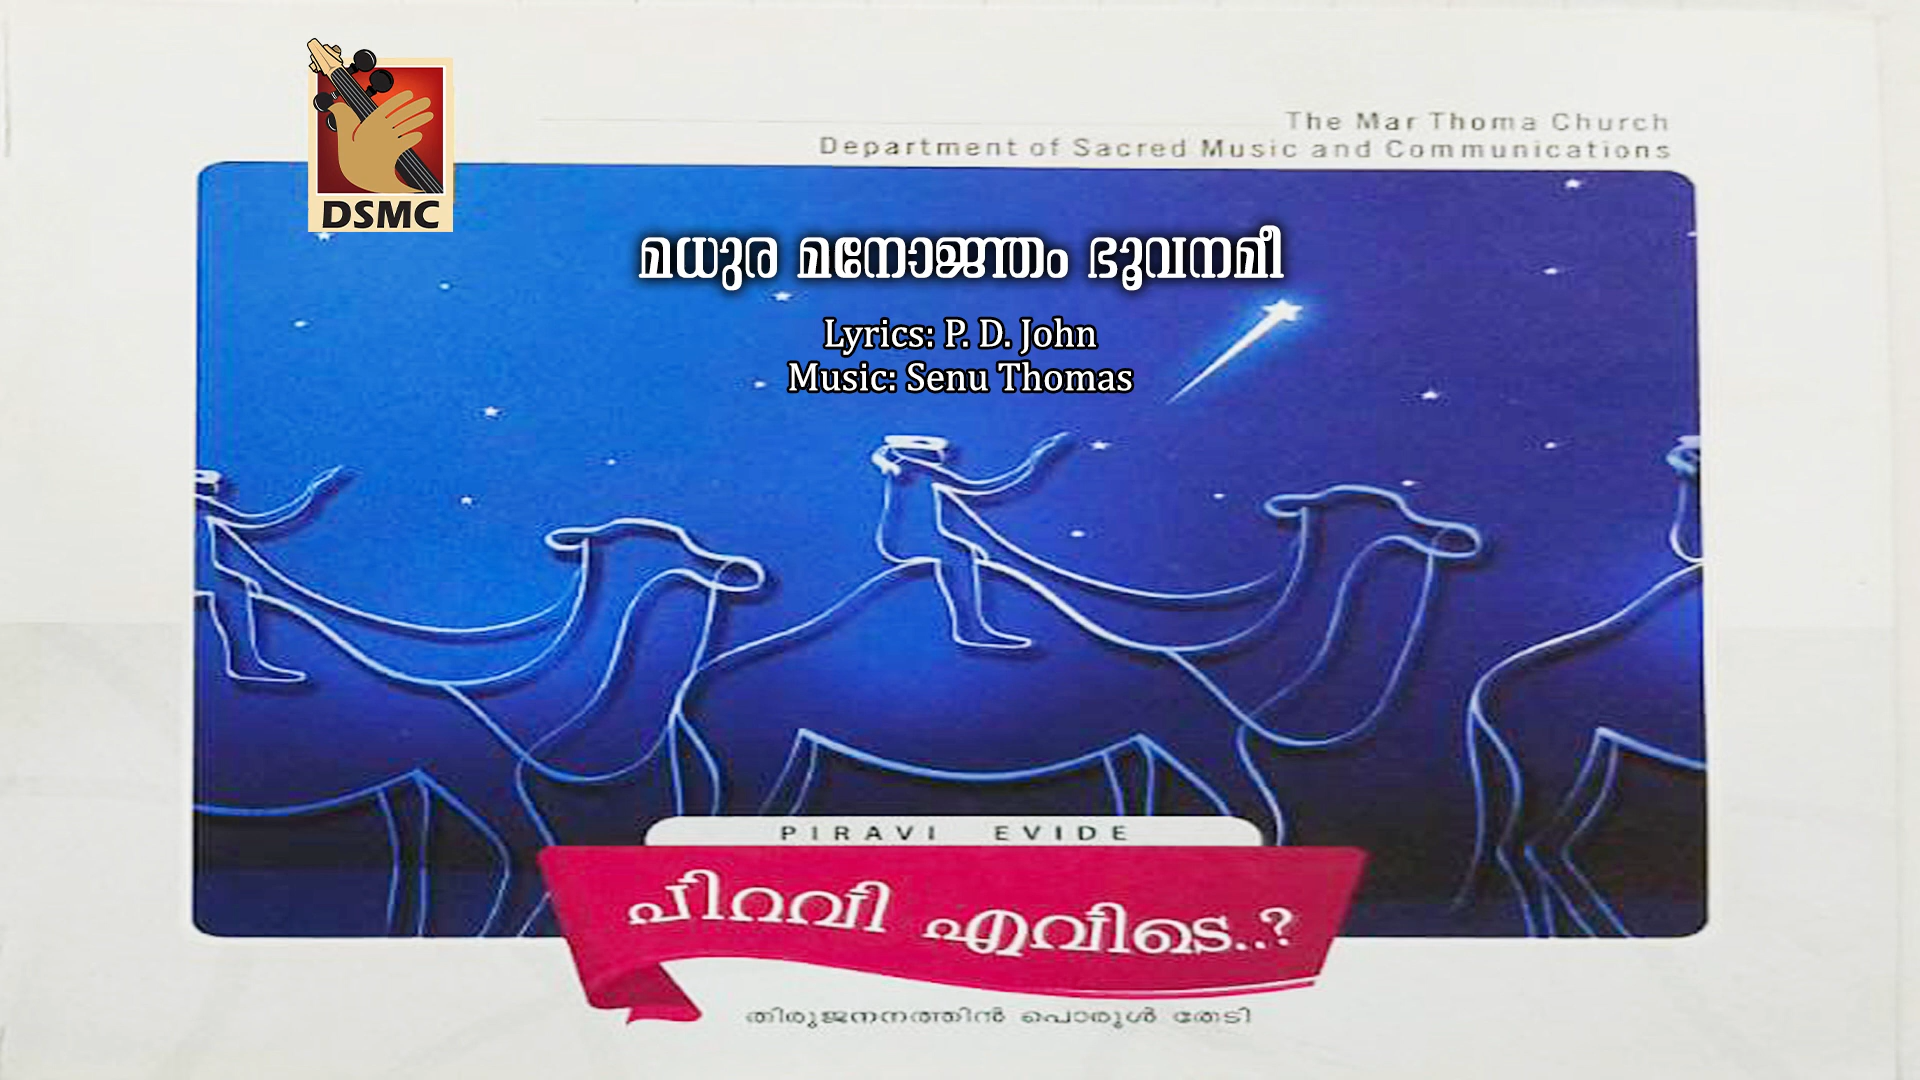 DSMC
The Mar Thoma Church
Department of Sacred Music and Communications
മധുര മനോജ്ഞം ഭൂവനമീ
Lyrics: P. D. John
Music: Senu Thomas
PIRAVI EVIDE
പിറവി എവിടെ..?
തിരുജനനത്തിൻ പൊരുൾ തേടി